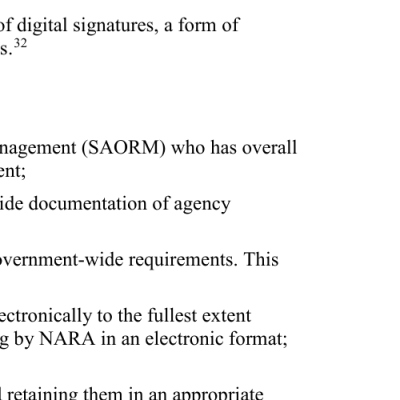 of digital signatures, a form of
s.32
nagement (SAORM) who has overall
ent;
ide documentation of agency
overnment-wide requirements. This
ectronically to the fullest extent
g by NARA in an electronic format;
retaining them in an appropriate